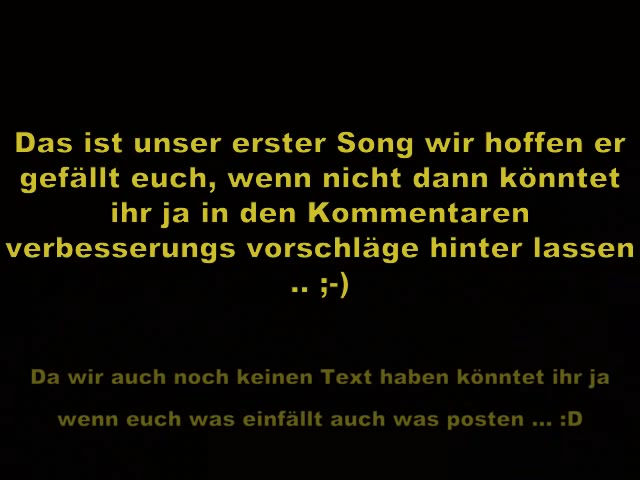 Das ist unser erster Song wir hoffen er
gefällt euch, wenn nicht dann könntet
ihr ja in den Kommentaren
verbesserungs vorschläge hinter lassen
.. ;-)
Da wir auch noch keinen Text haben könntet ihr ja
wenn euch was einfällt auch was posten ... :D